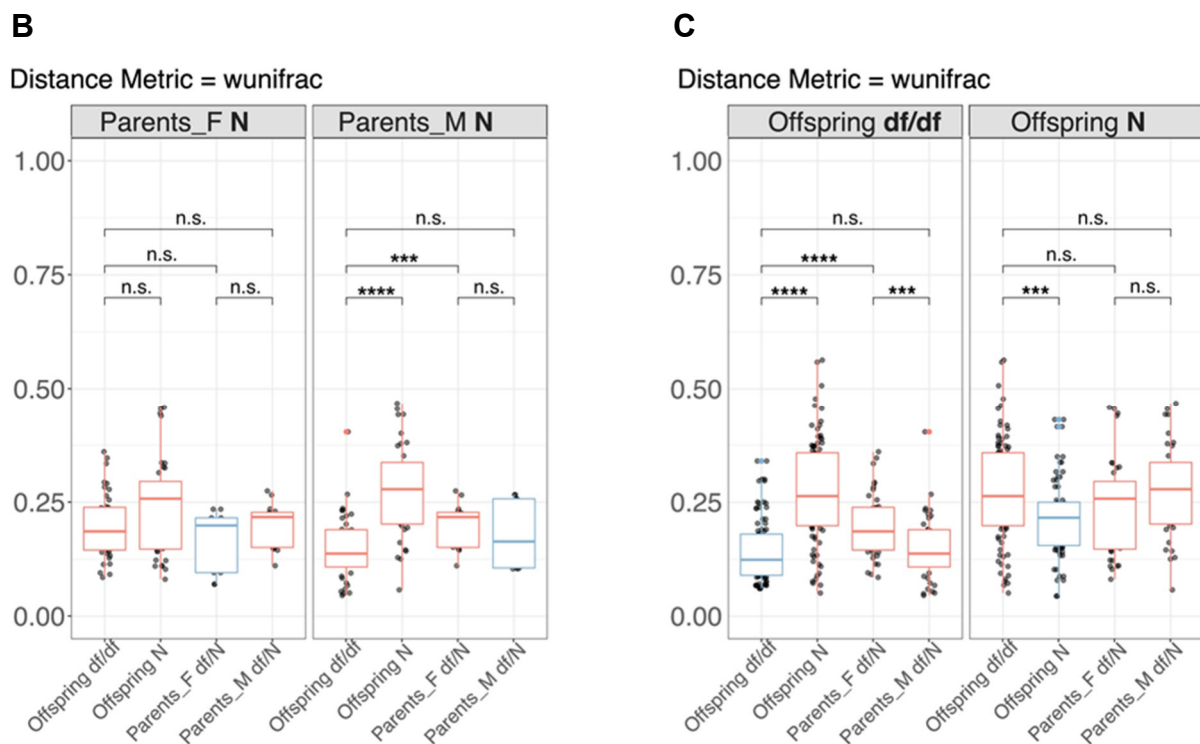 B
Distance Metric = wunifrac
Parents_F N
Parents_M N
1.00
0.75
0.50
0.25
0.00
n.s.
n.s.
n.s.
n.s.
n.s.
***
****
n.s.
Offspring df/df
Offspring N
Parents_F df/N
Parents_M df/N
Offspring df/df
Offspring N
Parents_F df/N
Parents_M df/N
C
Distance Metric = wunifrac
Offspring df/df
Offspring N
1.00
0.75
0.50
0.25
0.00
n.s.
****
****
***
n.s.
n.s.
***
n.s.
Offspring df/df
Offspring N
Parents_F df/N
Parents_M df/N
Offspring df/df
Offspring N
Parents_F df/N
Parents_M df/N